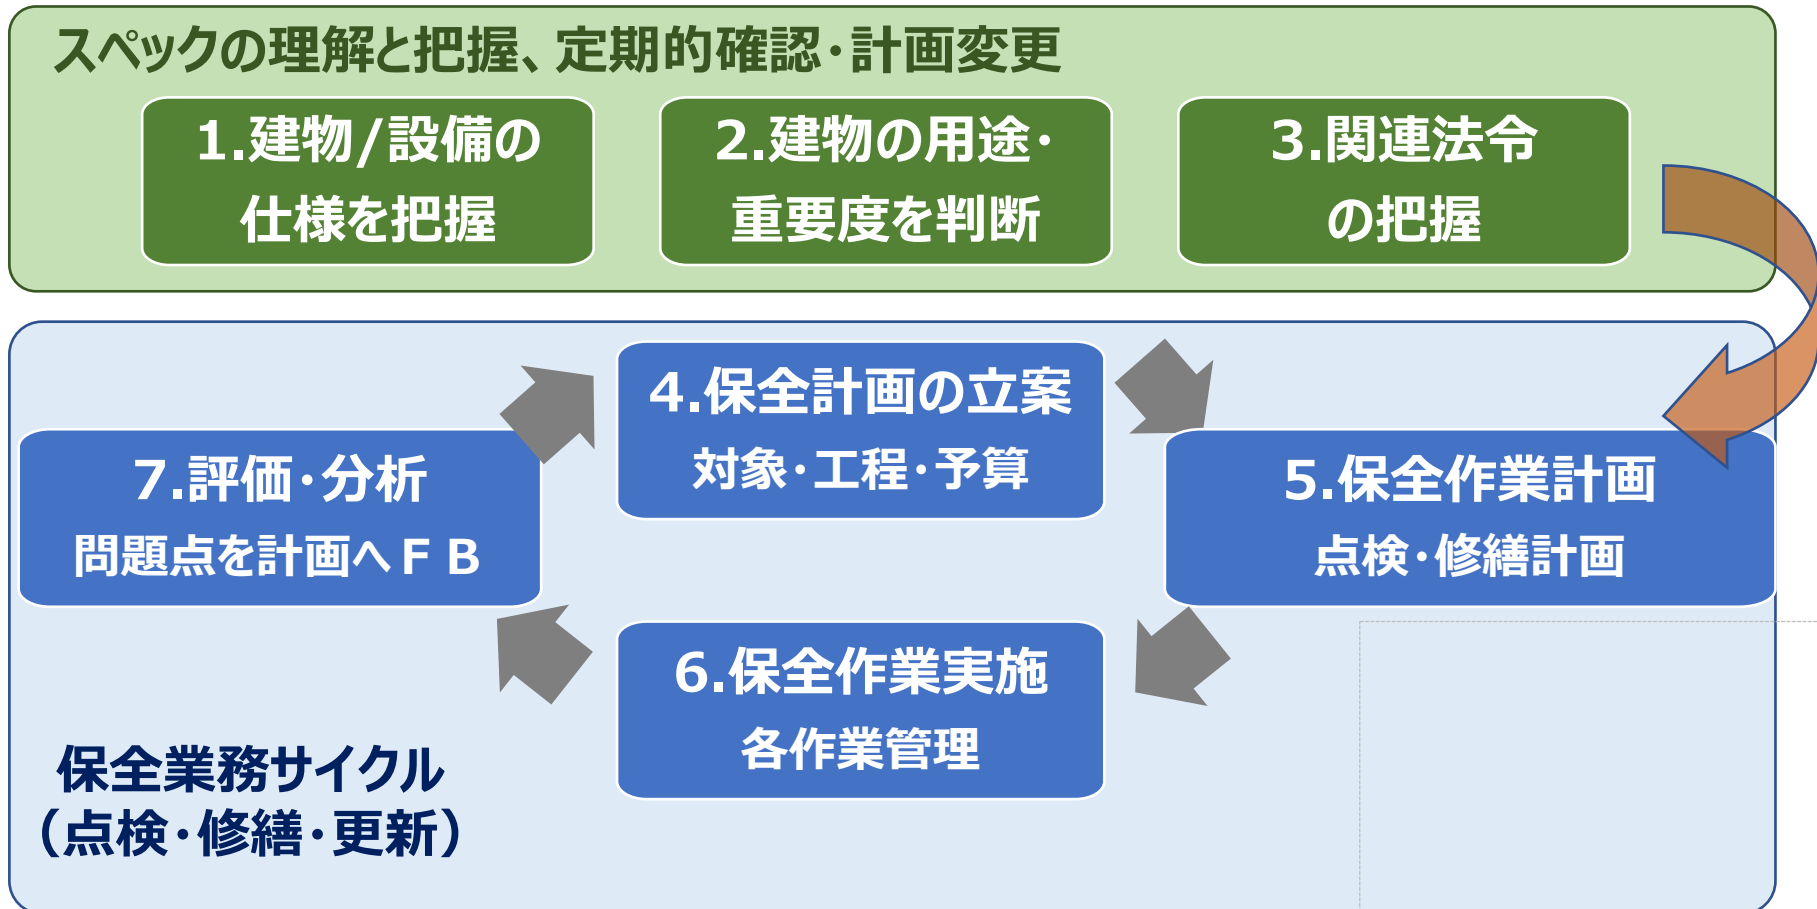 スペックの理解と把握、定期的確認・計画変更
1.建物/設備の
仕様を把握
2.建物の用途・
重要度を判断
3.関連法令
の把握
4.保全計画の立案
対象・工程・予算
5.保全作業計画
点検・修繕計画
6.保全作業実施
各作業管理
7.評価・分析
問題点を計画へＦＢ
保全業務サイクル
（点検・修繕・更新）